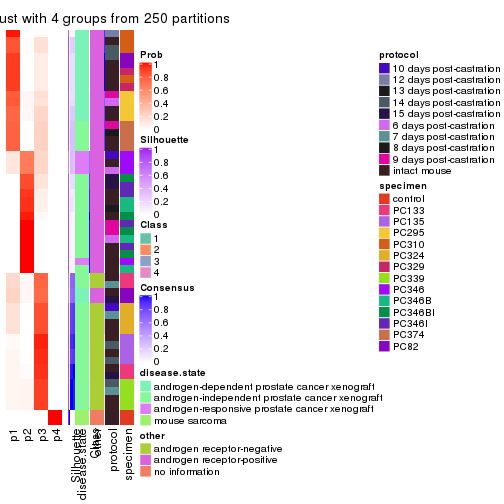 ust with 4 groups from 250 partitions
Prob
1
0.8
0.6
0.4
0.2
0
Silhouette
1
0.8
0.6
0.4
0.2
0
Class
1
2
3
4
Consensus
1
0.8
0.6
0.4
0.2
0
disease.state
androgen-dependent prostate cancer xenograft
androgen-independent prostate cancer xenograft
androgen-responsive prostate cancer xenograft
mouse sarcoma
other
androgen receptor-negative
androgen receptor-positive
no information
protocol
10 days post-castration
12 days post-castration
13 days post-castration
14 days post-castration
15 days post-castration
6 days post-castration
7 days post-castration
8 days post-castration
9 days post-castration
intact mouse
specimen
control
PC133
PC135
PC295
PC310
PC324
PC329
PC339
PC346
PC346B
PC346BI
PC346I
PC374
PC82
p1
p2
p3
p4
Silhouette
disease.state
Class
other
protocol
specimen